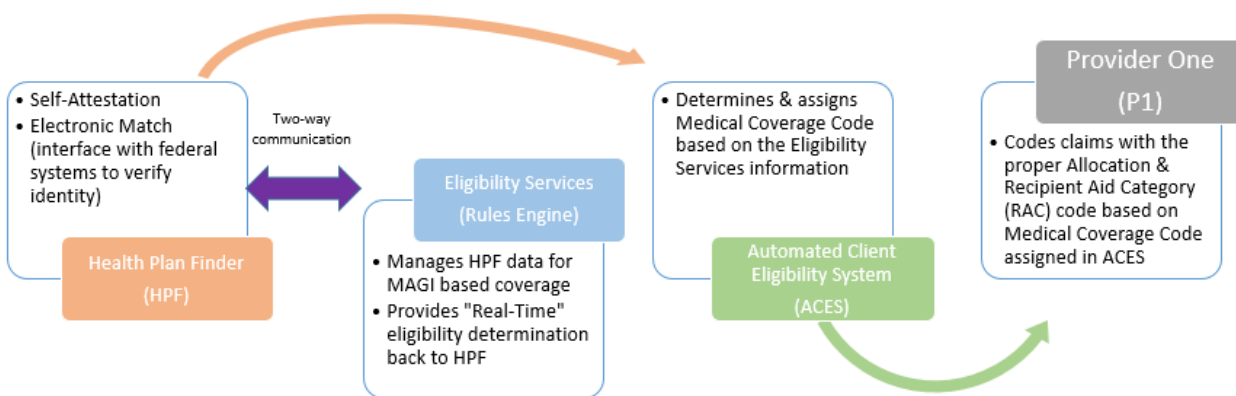 • Self-Attestation
• Electronic Match
(interface with federal
systems to verify
identity)
Health Plan Finder
(HPF)
Two-way
communication
Eligibility Services
(Rules Engine)
• Manages HPF data for
MAGI based coverage
• Provides "Real-Time"
eligibility determination
back to HPF
• Determines & assigns
Medical Coverage Code
based on the Eligibility
Services information
Automated Client
Eligibility System
(ACES)
Provider One
(P1)
• Codes claims with the
proper Allocation &
Recipient Aid Category
(RAC) code based on
Medical Coverage Code
assigned in ACES